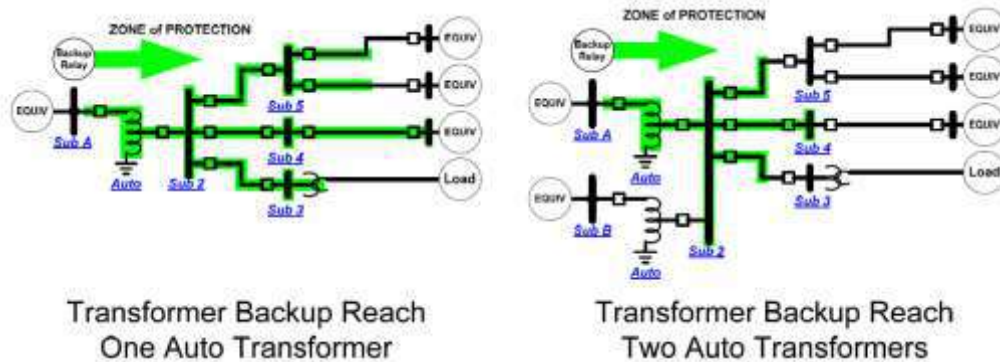 ZONE of PROTECTION
Backup
Relay
EQUIV
EQUIV
EQUIV
EQUIV
Load
Sub A
Auto
Sub 2
Sub 5
Sub 4
Sub 3
Transformer Backup Reach
One Auto Transformer
ZONE of PROTECTION
Backup
Relay
EQUIV
EQUIV
EQUIV
EQUIV
Load
Sub A
Auto
Sub 5
Sub 4
Sub 3
EQUIV
Sub B
Auto
Sub 2
Transformer Backup Reach
Two Auto Transformers